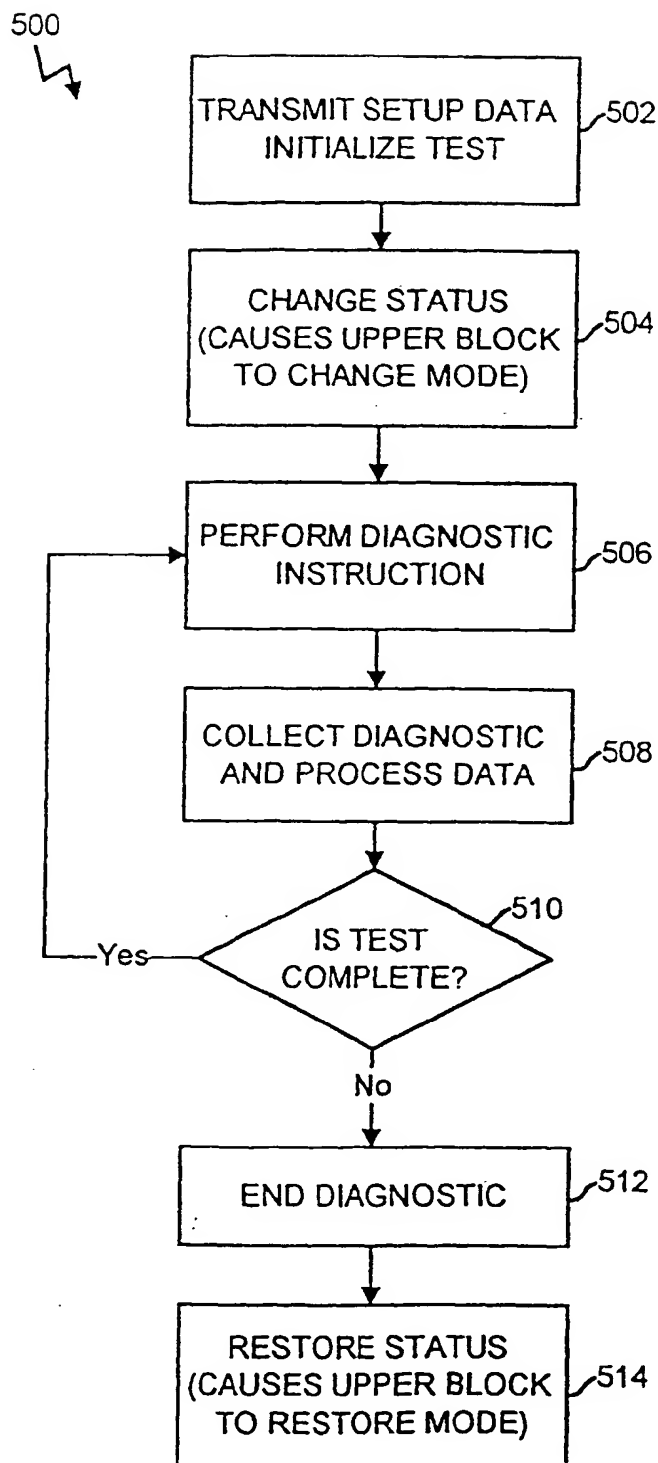 500
TRANSMIT SETUP DATA
INITIALIZE TEST
502
CHANGE STATUS
(CAUSES UPPER BLOCK
TO CHANGE MODE)
504
PERFORM DIAGNOSTIC
INSTRUCTION
506
COLLECT DIAGNOSTIC
AND PROCESS DATA
508
510
IS TEST
COMPLETE?
Yes
No
END DIAGNOSTIC
512
RESTORE STATUS
(CAUSES UPPER BLOCK
TO RESTORE MODE)
514